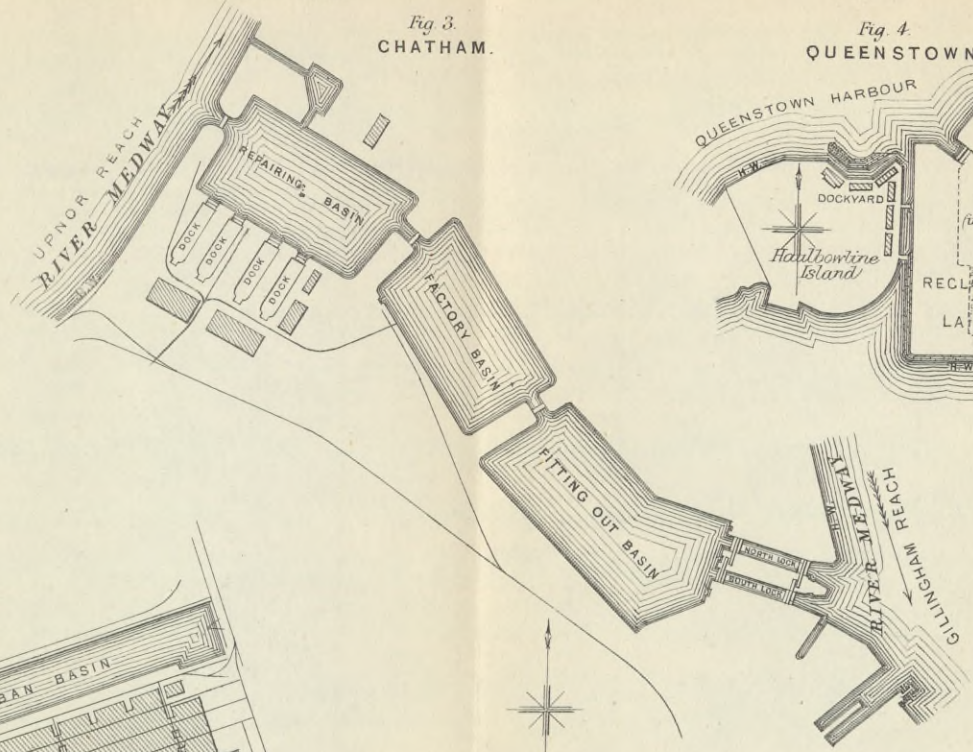 Fig. 3.
CHATHAM.
UPNOR REACH
RIVER MEDWAY
REPAIRING BASIN
DOCK
DOCK
DOCK
DOCK
FACTORY BASIN
FITTING OUT BASIN
NORTH LOCK
SOUTH LOCK
H.W.
RIVER MEDWAY
GILLINGHAM REACH
Fig. 4.
QUEENSTOWN
QUEENSTOWN HARBOUR
H.W.
DOCKYARD
Haulbowline
Island
RECL
LA
H.W.
BAN BASIN